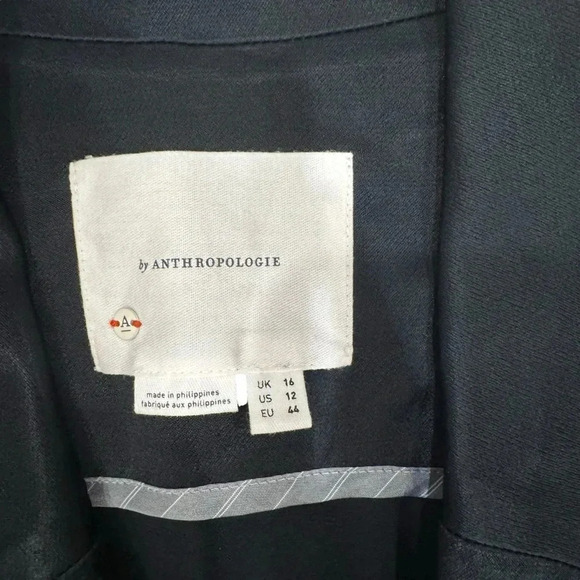 by ANTHROPOLOGIE
A
made in philippines
fabriqué aux philippines
UK 16
US 12
EU 44